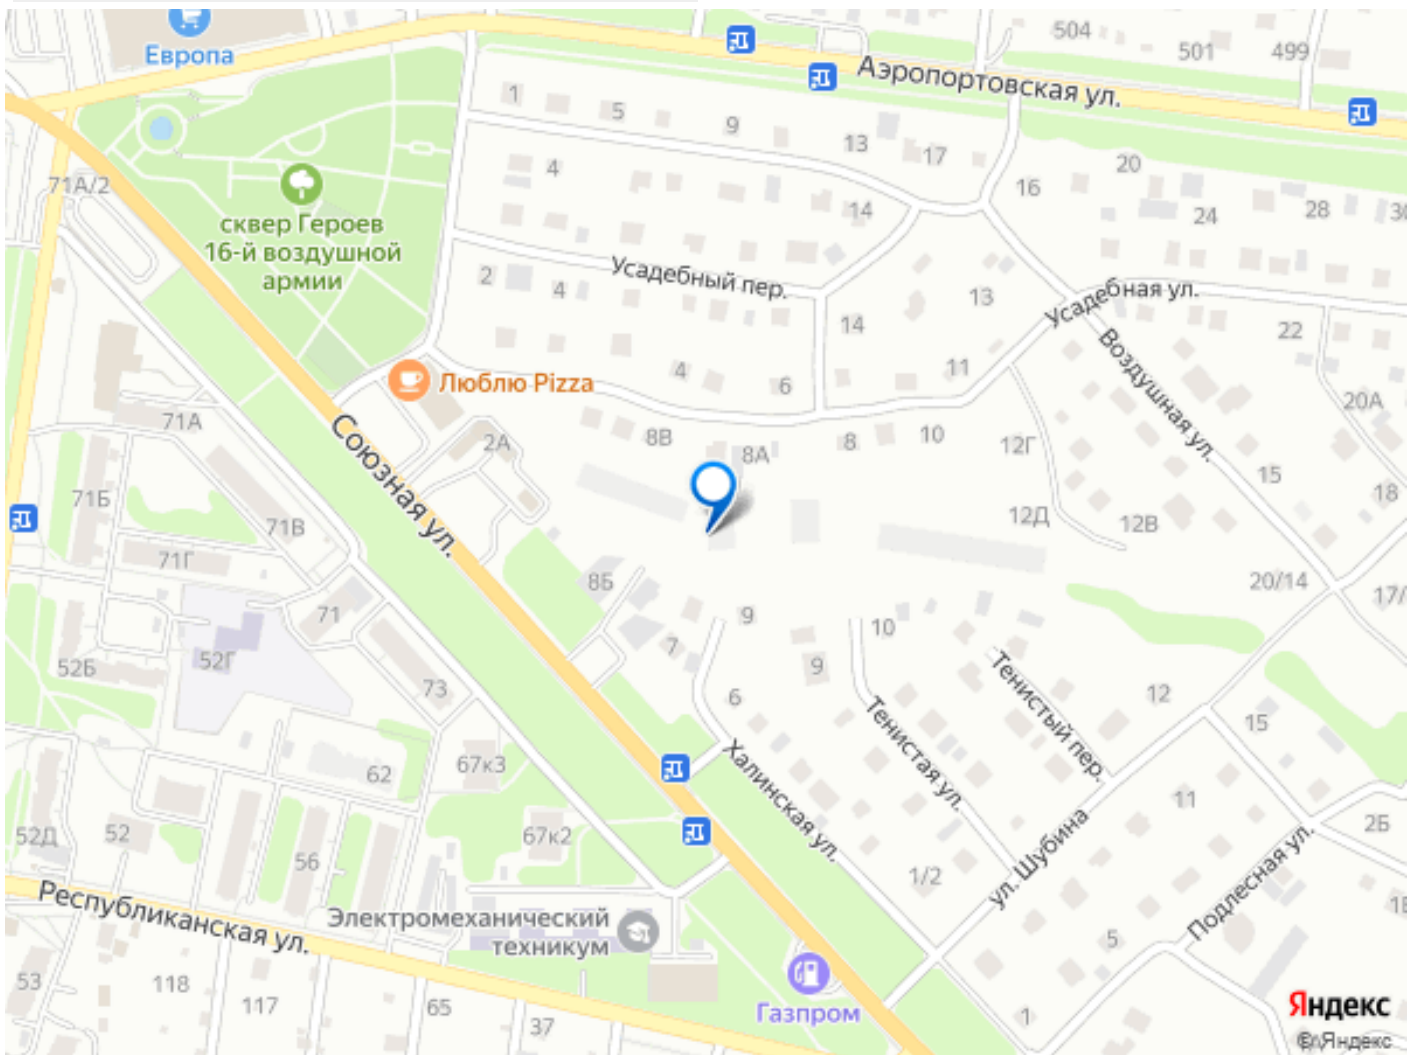 Европа
504
501
499
Аэропортовская ул.
1
5
9
13
17
20
16
24
28
71А/2
4
14
сквер Героев
16-й воздушной
армии
2
4
Усадебный пер.
13
Усадебная ул.
14
22
11
Воздушная ул.
4
6
Люблю Pizza
20А
71А
Союзная ул.
2А
8В
8А
8
10
12Г
15
18
71Б
71В
12Д
12В
71Г
8Б
20/14
71
9
10
52Б
52Г
7
9
Тенистый пер.
73
6
12
15
Тенистая ул.
67к3
62
Халинская ул.
11
2Б
52Д
52
67к2
56
1/2
ул. Шубина
Подлесная ул.
Республиканская ул.
Электромеханический
техникум
5
53
118
117
65
37
Газпром
1
Яндекс
© Яндекс